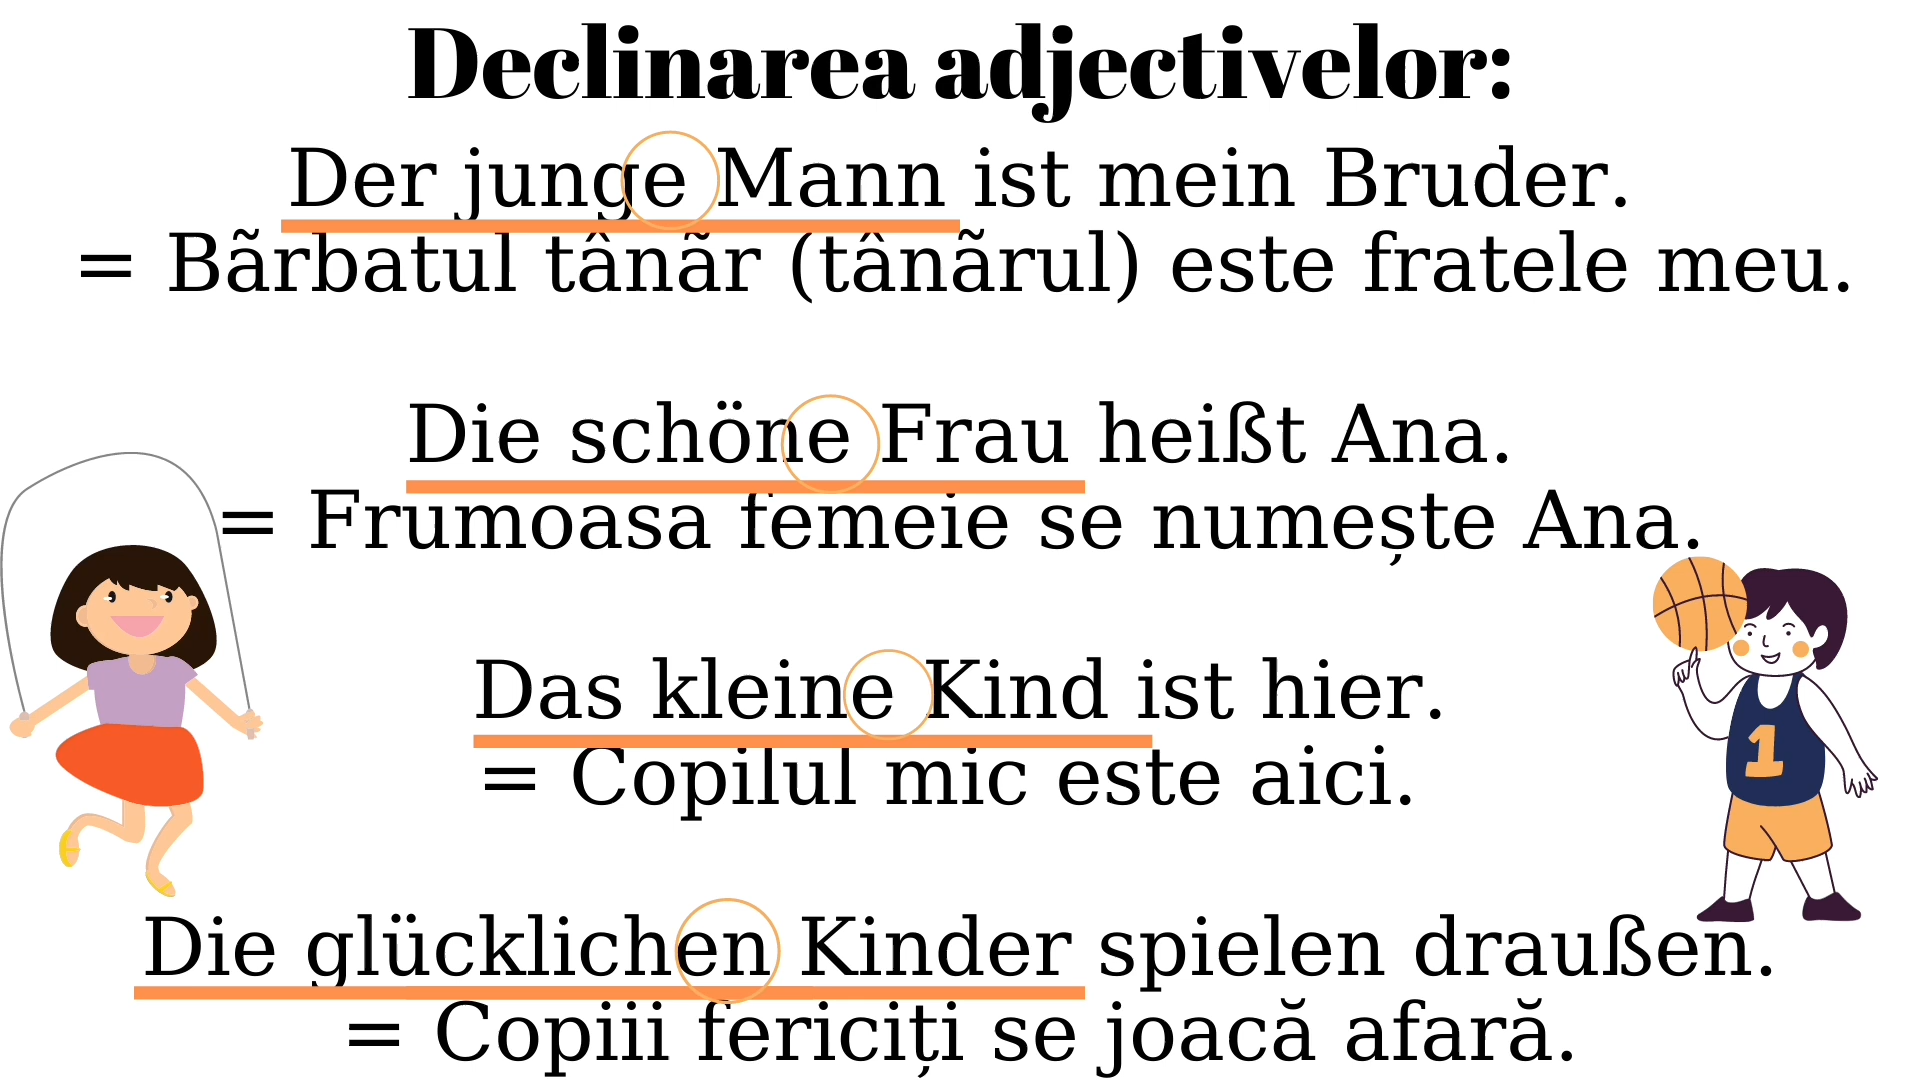 Declinarea adjectivelor:
Der junge Mann ist mein Bruder.
= Bãrbatul tânãr (tânãrul) este fratele meu.
Die schöne Frau heißt Ana.
= Frumoasa femeie se numește Ana.
Das kleine Kind ist hier.
= Copilul mic este aici.
1
Die glücklichen Kinder spielen draußen.
= Copiii fericiți se joacă afară.